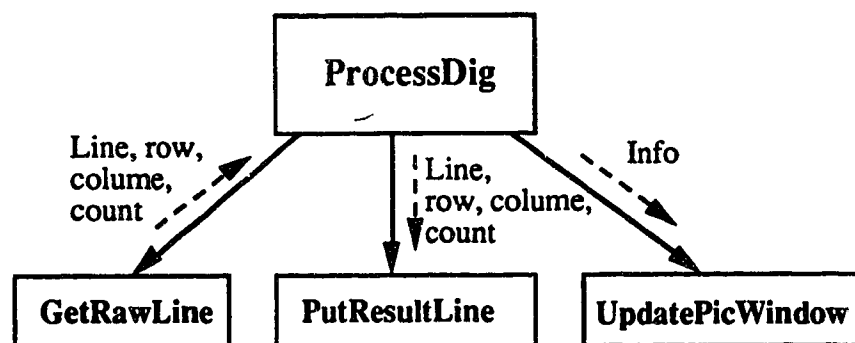 ProcessDig
Line, row,
colume,
count
Line,
row, colume,
count
Info
GetRawLine
PutResultLine
UpdatePicWindow